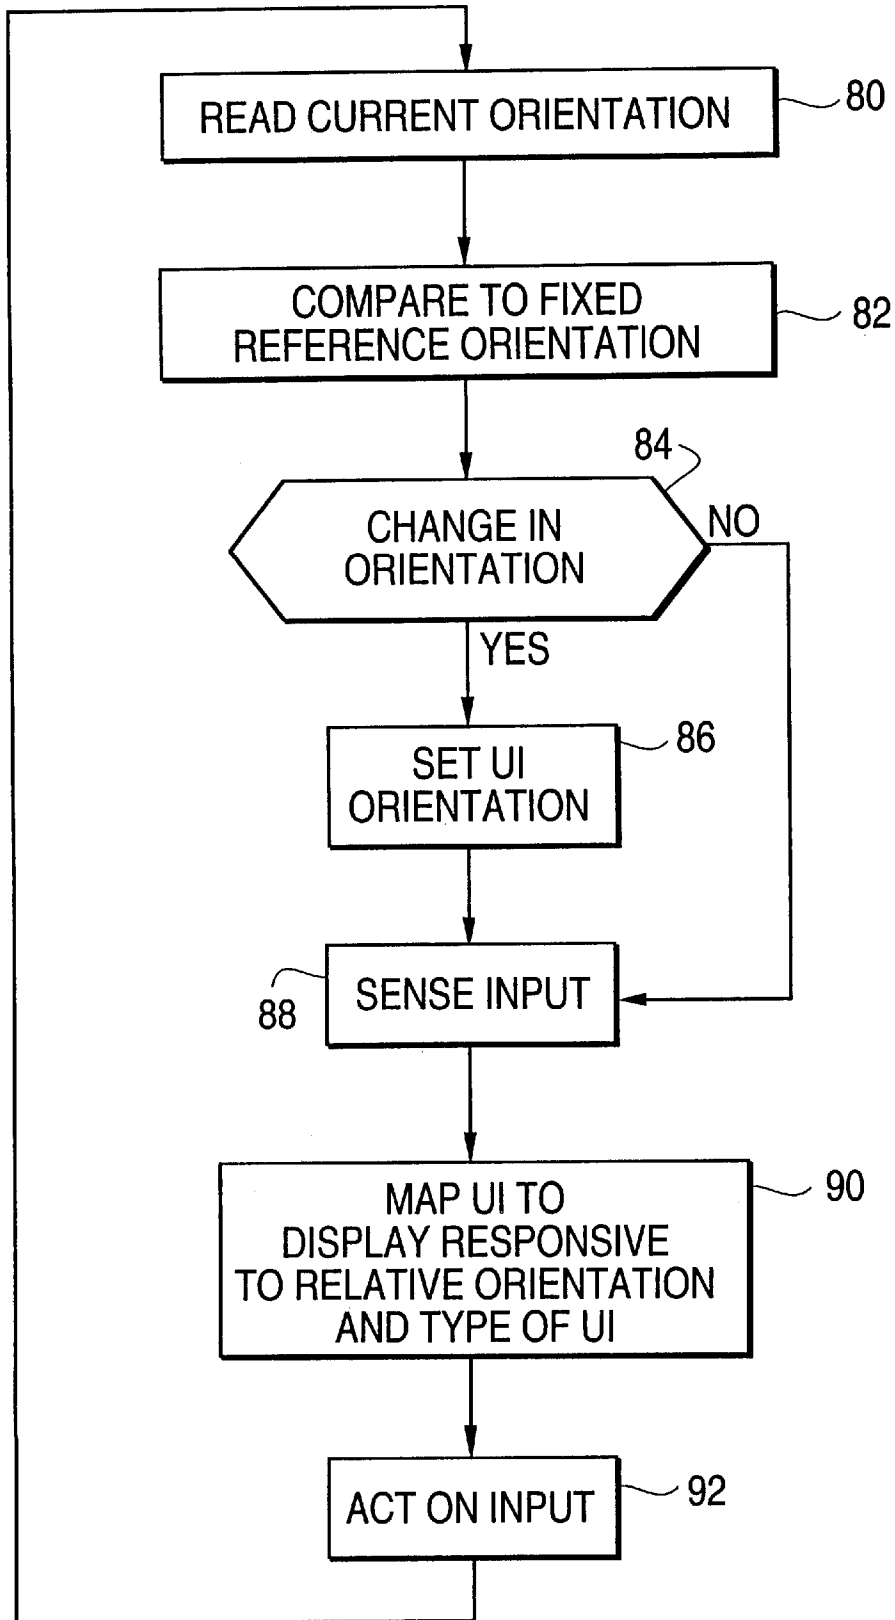 READ CURRENT ORIENTATION
80
COMPARE TO FIXED
REFERENCE ORIENTATION
82
84
CHANGE IN
ORIENTATION
NO
YES
SET UI
ORIENTATION
86
SENSE INPUT
88
MAP UI TO
DISPLAY RESPONSIVE
TO RELATIVE ORIENTATION
AND TYPE OF UI
90
ACT ON INPUT
92